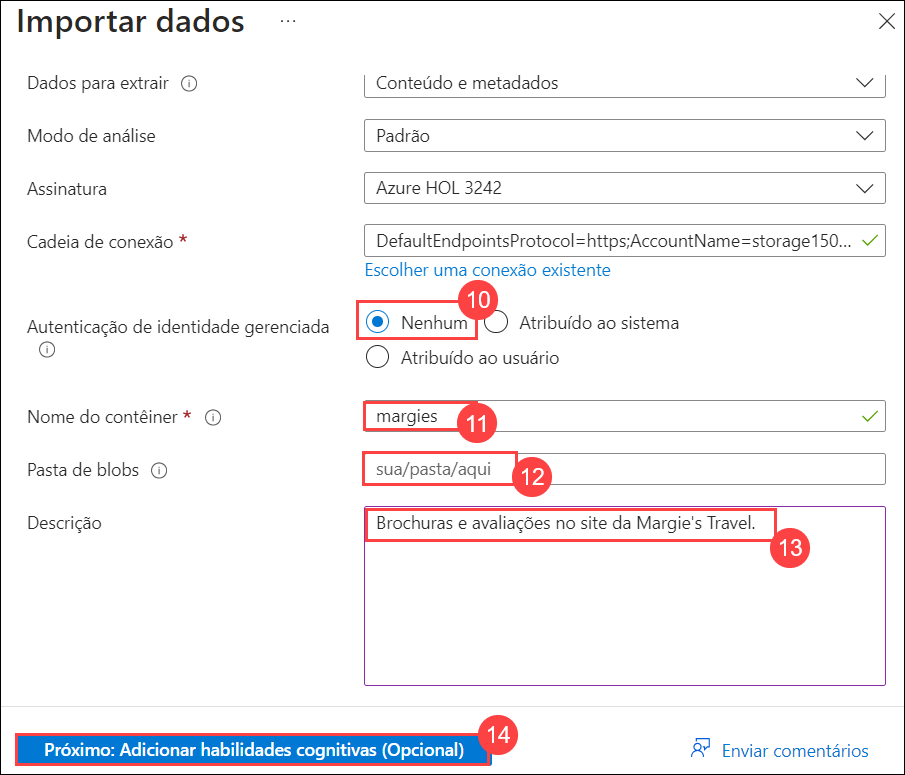 Importar dados ...
Dados para extrair
Conteúdo e metadados
Modo de análise
Padrão
Assinatura
Azure HOL 3242
Cadeia de conexão *
DefaultEndpointsProtocol=https;AccountName=storage150...
Escolher uma conexão existente
10
Autenticação de identidade gerenciada
Nenhum
Atribuído ao sistema
Atribuído ao usuário
Nome do contêiner *
margies
11
Pasta de blobs
sua/pasta/aqui
12
Descrição
Brochuras e avaliações no site da Margie's Travel.
13
Próximo: Adicionar habilidades cognitivas (Opcional)
14
Enviar comentários